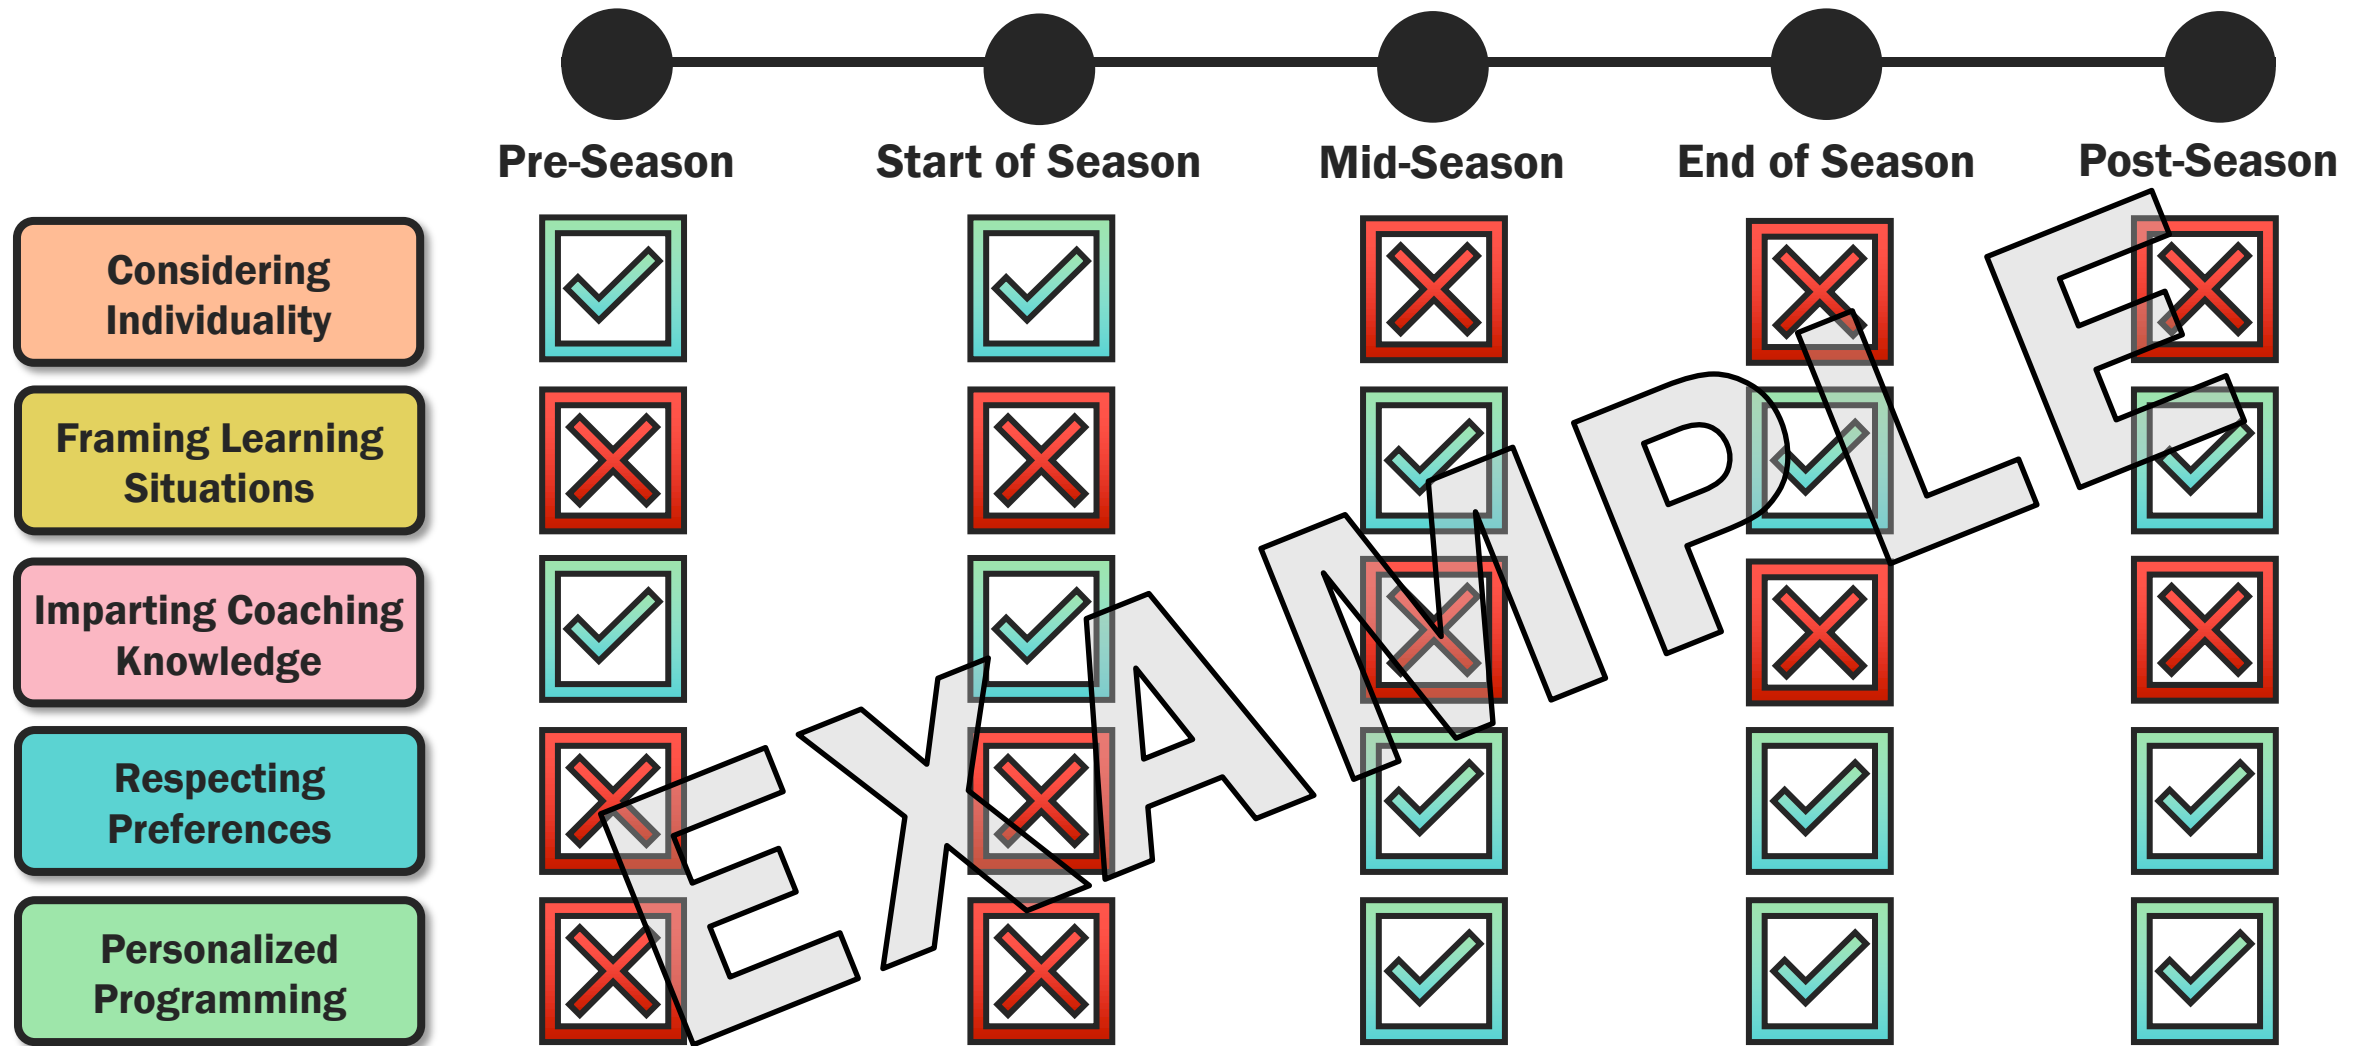 Pre-Season Start of Season Mid-Season End of Season Post-Season
Considering
Individuality
Framing Learning
Situations
Imparting Coaching
Knowledge
Respecting
Preferences
Personalized
Programming
EXAMPLE